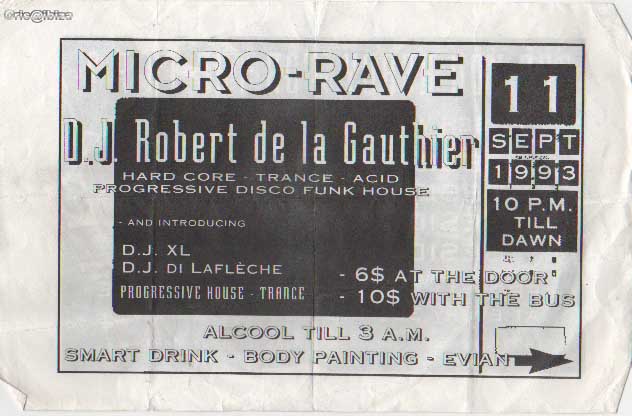 eric@ibiza
MICRO-RAVE
D.J. Robert de la Gauthier
HARD CORE - TRANCE - ACID
PROGRESSIVE DISCO FUNK HOUSE
- AND INTRODUCING
D.J. XL
D.J. DI LAFLÈCHE
PROGRESSIVE HOUSE - TRANCE
- 6$ AT THE DOOR
- 10$ WITH THE BUS
ALCOOL TILL 3 A.M.
SMART DRINK - BODY PAINTING - EVIAN
11
SEPT
1993
10 P.M.
TILL
DAWN